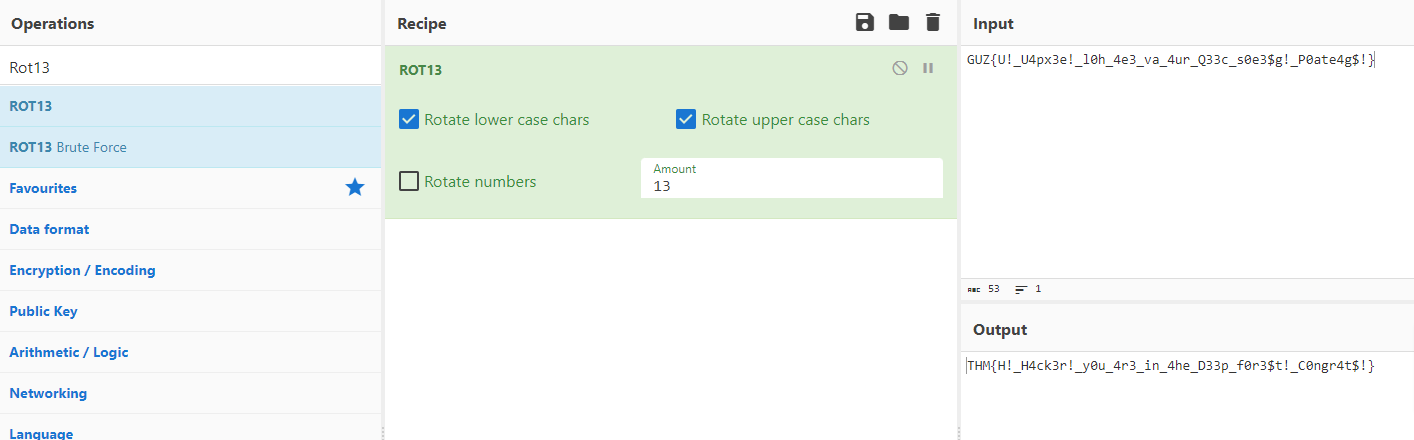 Operations
Rot13
ROT13
ROT13 Brute Force
Favourites
Data format
Encryption / Encoding
Public Key
Arithmetic / Logic
Networking
Language
Recipe
ROT13
Rotate lower case chars
Rotate upper case chars
Rotate numbers
Amount
13
Input
GUZ{U!_U4px3e!_l0h_4e3_va_4ur_Q33c_s0e3$g!_P0ate4g$!}
ABC 53 1
Output
THM{H!_H4ck3r!_y0u_4r3_in_4he_D33p_f0r3$t!_C0ngr4t$!}